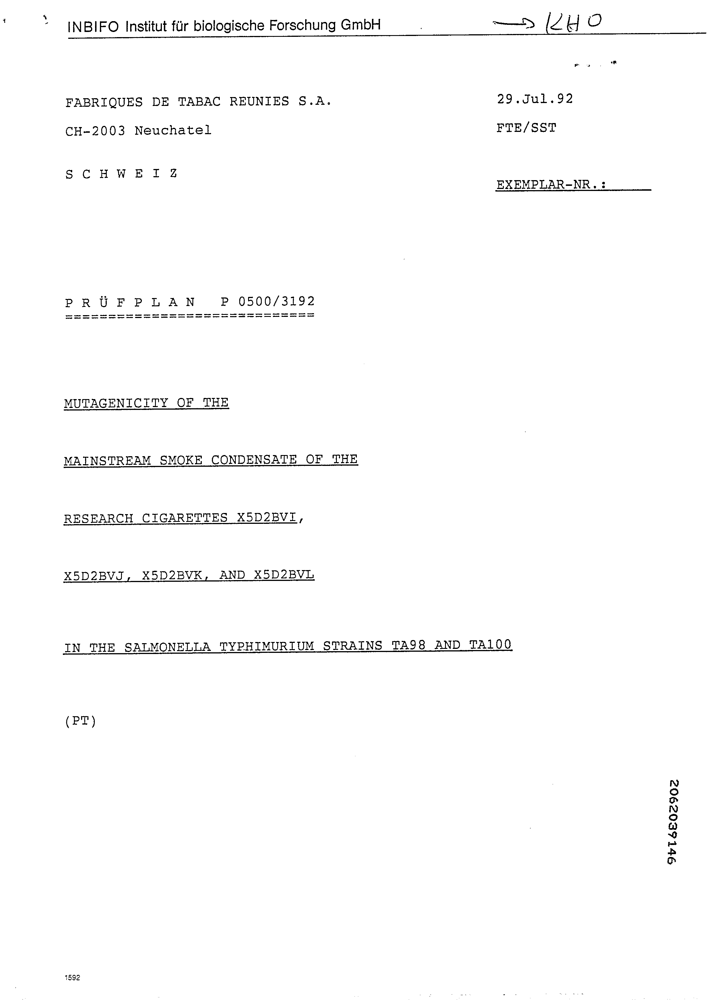 INBIFO Institut für biologische Forschung GmbH
→ KHO
FABRIQUES DE TABAC REUNIES S.A.
29.Jul.92
CH-2003 Neuchatel
FTE/SST
S C H W E I Z
EXEMPLAR-NR.:
P R Ü F P L A N P 0500/3192
=============================
MUTAGENICITY OF THE
MAINSTREAM SMOKE CONDENSATE OF THE
RESEARCH CIGARETTES X5D2BVI,
X5D2BVJ, X5D2BVK, AND X5D2BVL
IN THE SALMONELLA TYPHIMURIUM STRAINS TA98 AND TA100
(PT)
2062039146
1592